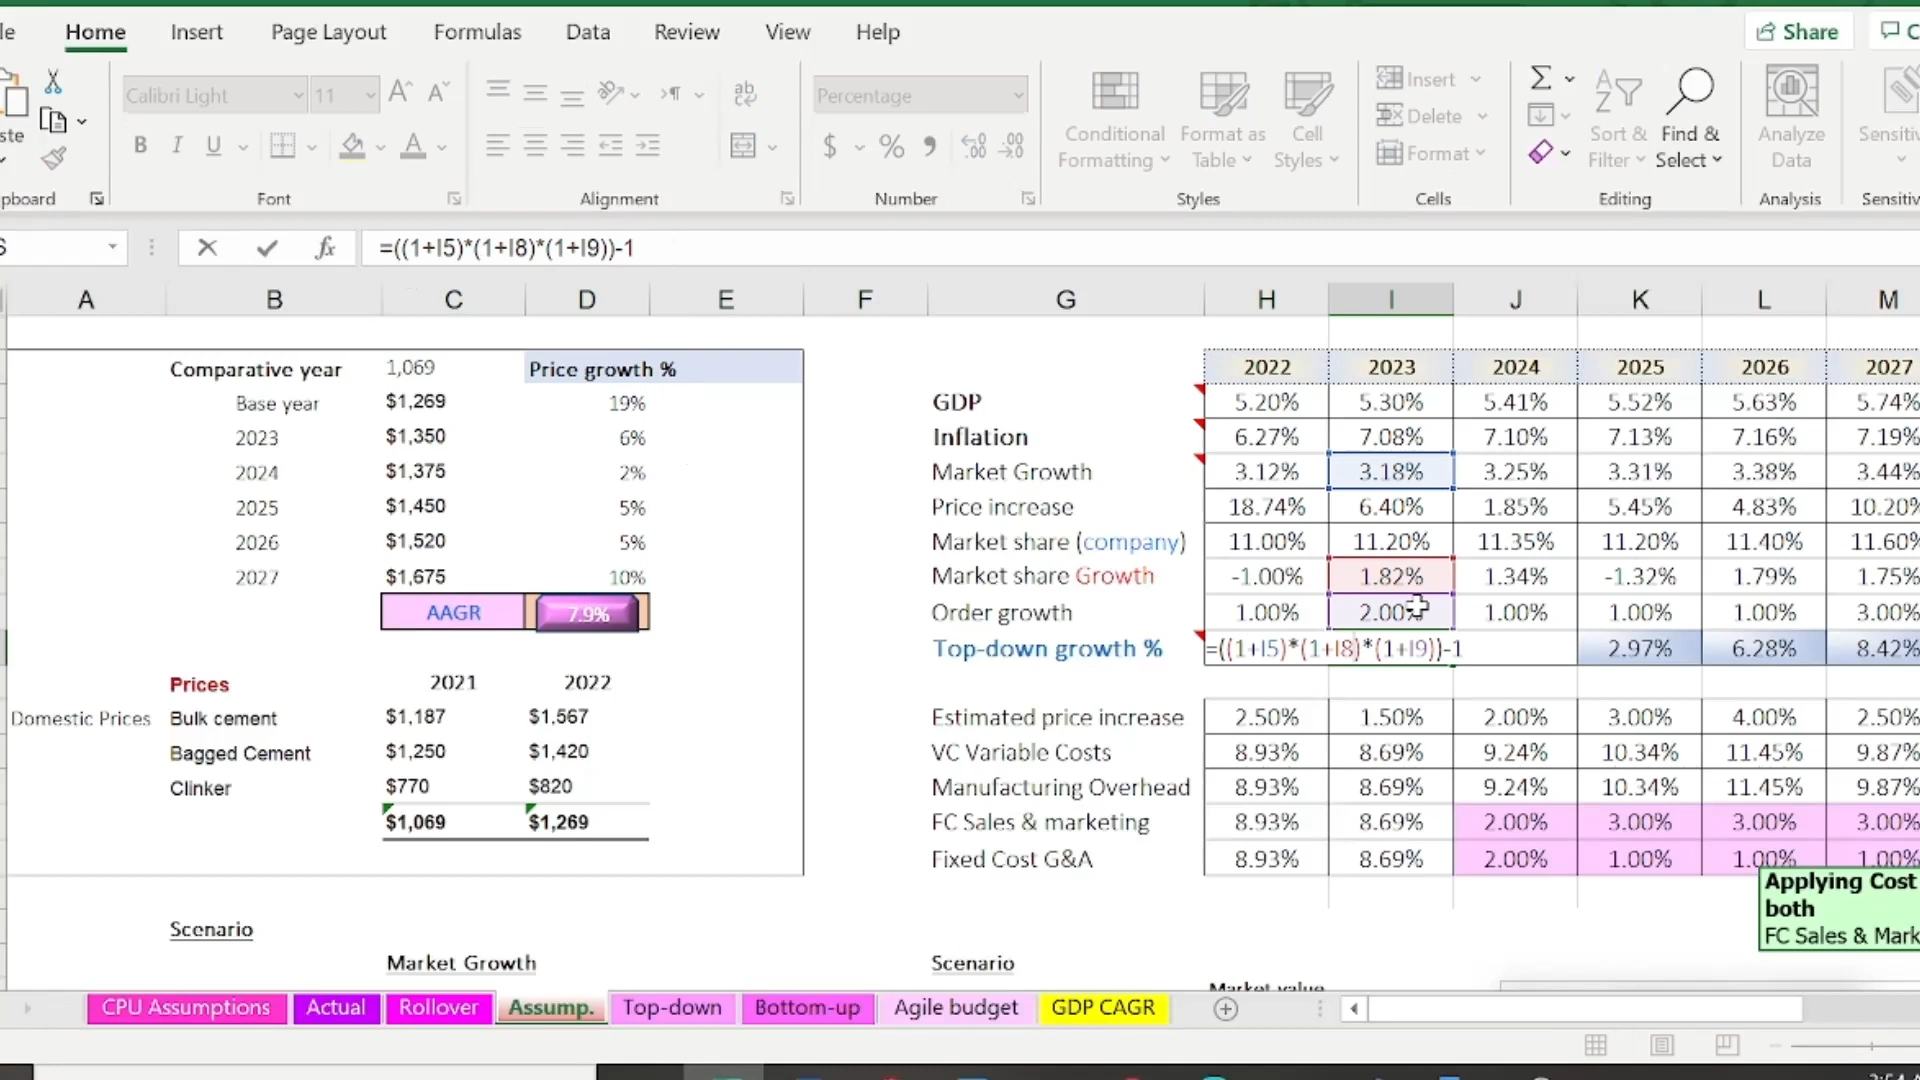 Home Insert Page Layout Formulas Data Review View Help Share
Calibri Light 11 Percentage Insert
Delete
Format
Conditional Formatting Format as Table Cell Styles Sort & Filter Find & Select Analyze Data
Font Alignment Number Styles Cells Editing Analysis
=((1+I5)*(1+I8)*(1+I9))-1
A B C D E F G H I J K L M
Comparative year 1,069 Price growth % 2022 2023 2024 2025 2026 2027
Base year $1,269 19% GDP 5.20% 5.30% 5.41% 5.52% 5.63% 5.74%
2023 $1,350 6% Inflation 6.27% 7.08% 7.10% 7.13% 7.16% 7.19%
2024 $1,375 2% Market Growth 3.12% 3.18% 3.25% 3.31% 3.38% 3.44%
2025 $1,450 5% Price increase 18.74% 6.40% 1.85% 5.45% 4.83% 10.20%
2026 $1,520 5% Market share (company) 11.00% 11.20% 11.35% 11.20% 11.40% 11.60%
2027 $1,675 10% Market share Growth -1.00% 1.82% 1.34% -1.32% 1.79% 1.75%
AAGR 7.9% Order growth 1.00% 2.00% 1.00% 1.00% 1.00% 3.00%
Top-down growth % =((1+I5)*(1+I8)*(1+I9))-1 2.97% 6.28% 8.42%
Prices 2021 2022
Domestic Prices Bulk cement $1,187 $1,567 Estimated price increase 2.50% 1.50% 2.00% 3.00% 4.00% 2.50%
Bagged Cement $1,250 $1,420 VC Variable Costs 8.93% 8.69% 9.24% 10.34% 11.45% 9.87%
Clinker $770 $820 Manufacturing Overhead 8.93% 8.69% 9.24% 10.34% 11.45% 9.87%
$1,069 $1,269 FC Sales & marketing 8.93% 8.69% 2.00% 3.00% 3.00% 3.00%
Fixed Cost G&A 8.93% 8.69% 2.00% 1.00% 1.00% 1.00%
Applying Cost
both
FC Sales & Mark
Scenario
Market Growth Scenario
Market value
CPU Assumptions Actual Rollover Assump. Top-down Bottom-up Agile budget GDP CAGR